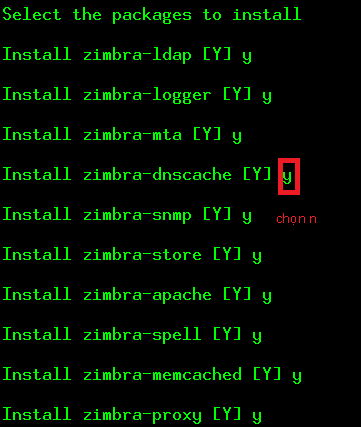 Select the packages to install
Install zimbra-ldap [Y] y
Install zimbra-logger [Y] y
Install zimbra-mta [Y] y
Install zimbra-dnscache [Y] y
Install zimbra-snmp [Y] y
chọn n
Install zimbra-store [Y] y
Install zimbra-apache [Y] y
Install zimbra-spell [Y] y
Install zimbra-memcached [Y] y
Install zimbra-proxy [Y] y